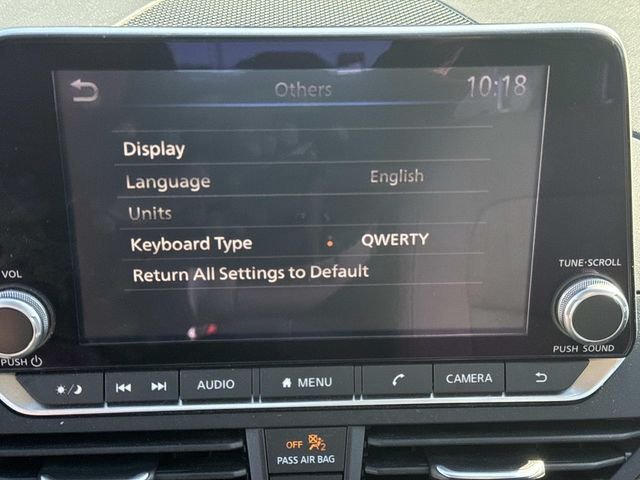 Others 10:18
Display
Language English
Units
Keyboard Type QWERTY
Return All Settings to Default
VOL
TUNE·SCROLL
PUSH
PUSH SOUND
AUDIO MENU CAMERA
OFF 2
PASS AIR BAG